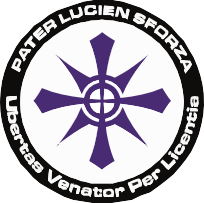 PATER LUCIEN SFORZA
Libertas Venator Per Licentia